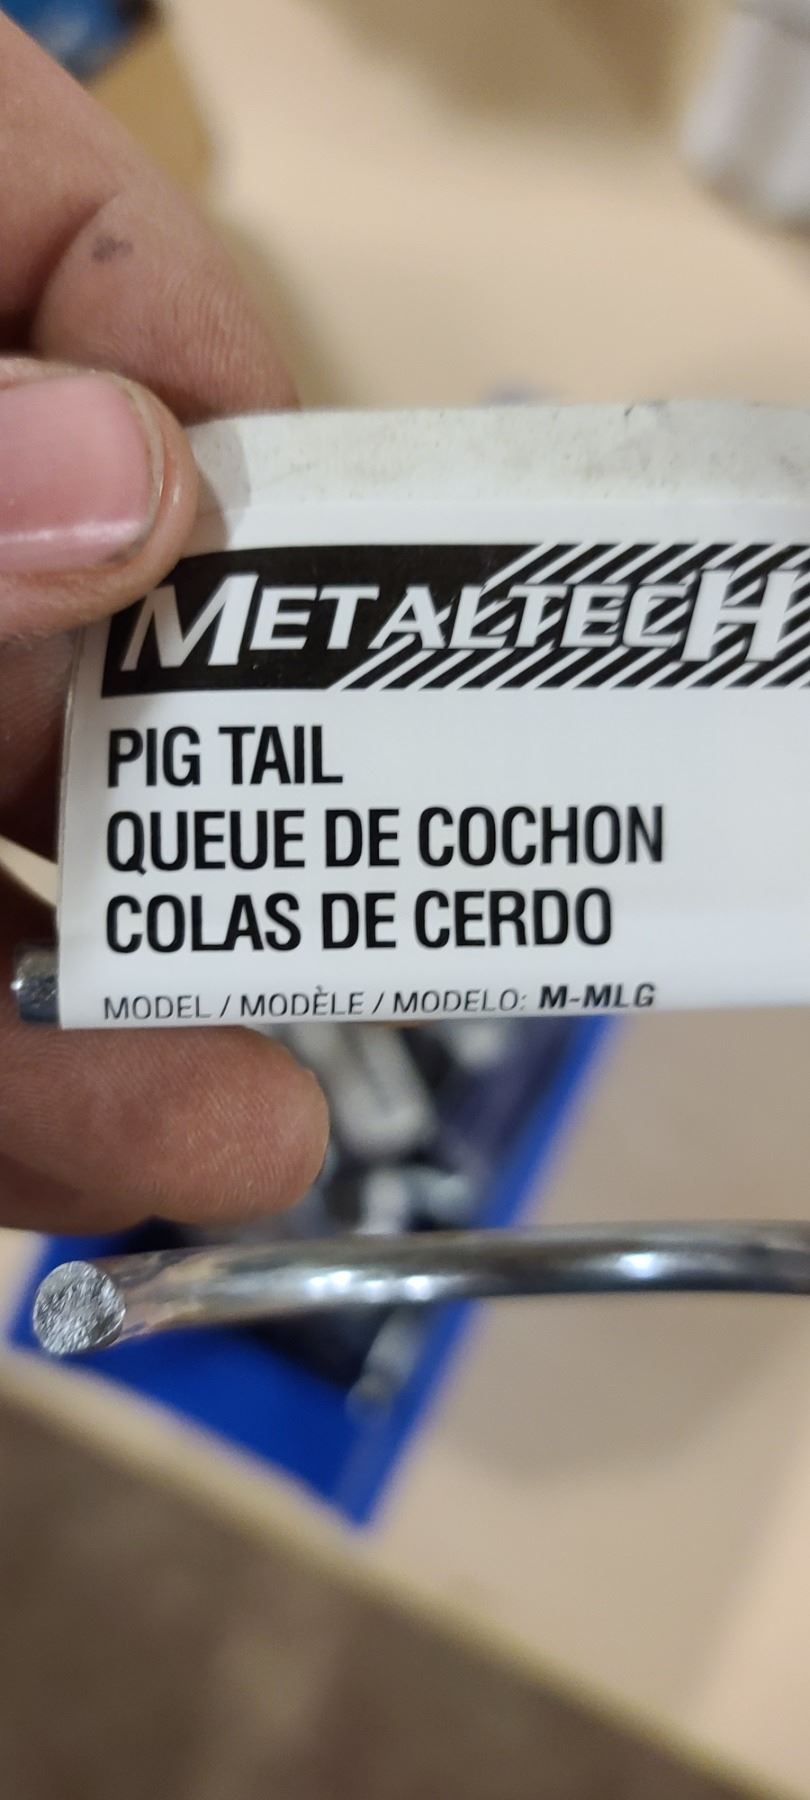 METALTECH
PIG TAIL
QUEUE DE COCHON
COLAS DE CERDO
MODEL / MODÈLE / MODELO: M-MLG